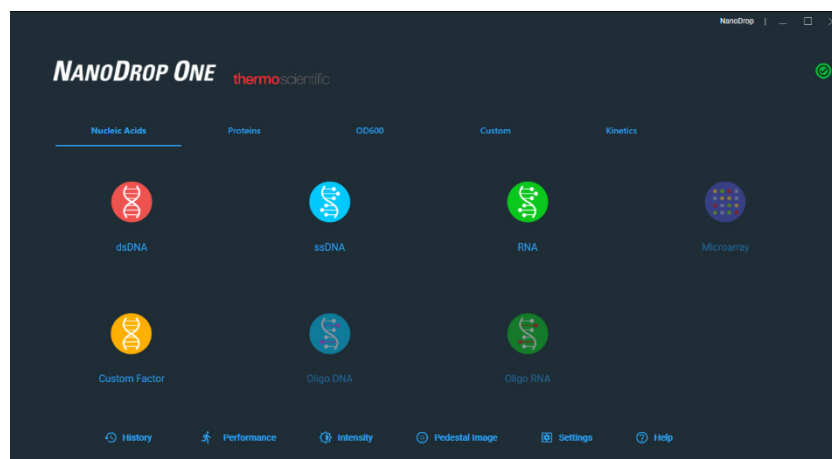 NanoDrop
NANODROP ONE thermoscientific
Nucleic Acids Proteins OD600 Custom Kinetics
dsDNA ssDNA RNA Microarray
Custom Factor Oligo DNA Oligo RNA
History Performance Intensity Pedestal Image Settings Help